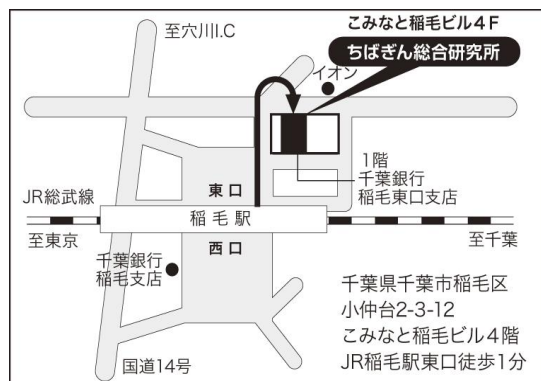 至穴川I.C
こみなと稲毛ビル4F
ちばぎん総合研究所
イオン
1階
千葉銀行
稲毛東口支店
東口
JR総武線
稲毛駅
至東京
西口
至千葉
千葉銀行
稲毛支店
国道14号
千葉県千葉市稲毛区
小仲台2-3-12
こみなと稲毛ビル4階
JR稲毛駅東口徒歩1分